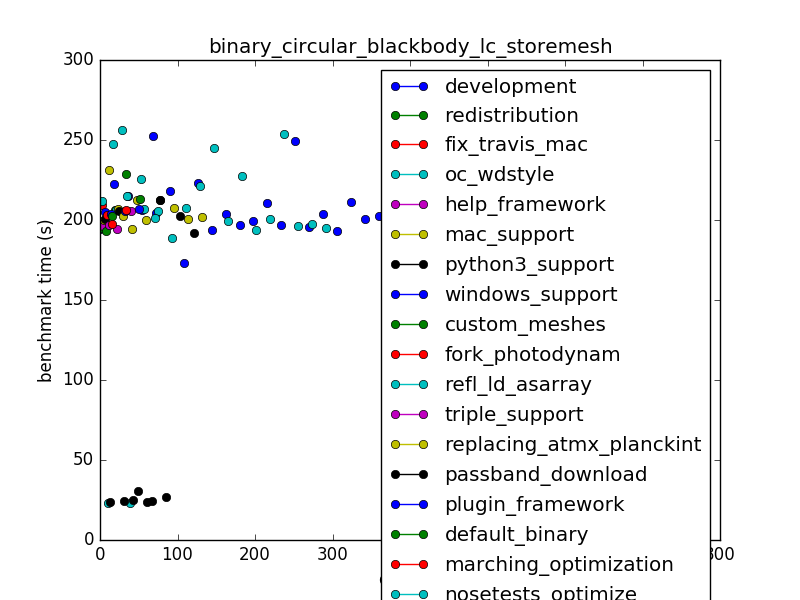 binary_circular_blackbody_lc_storemesh
300
250
200
150
100
50
0
benchmark time (s)
0 100 200 300 800
development
redistribution
fix_travis_mac
oc_wdstyle
help_framework
mac_support
python3_support
windows_support
custom_meshes
fork_photodynam
refl_ld_asarray
triple_support
replacing_atmx_planckint
passband_download
plugin_framework
default_binary
marching_optimization
nosetests_optimize